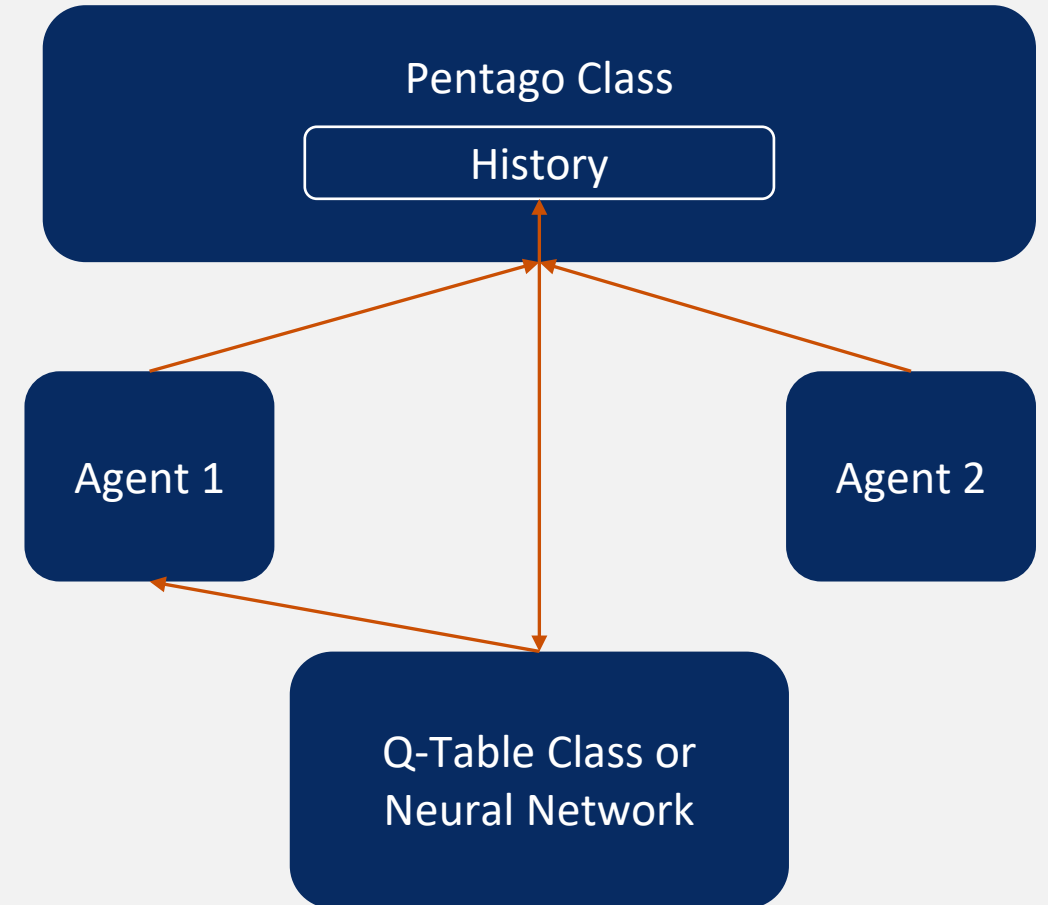 Pentago Class
History
Agent 1
Agent 2
Q-Table Class or
Neural Network